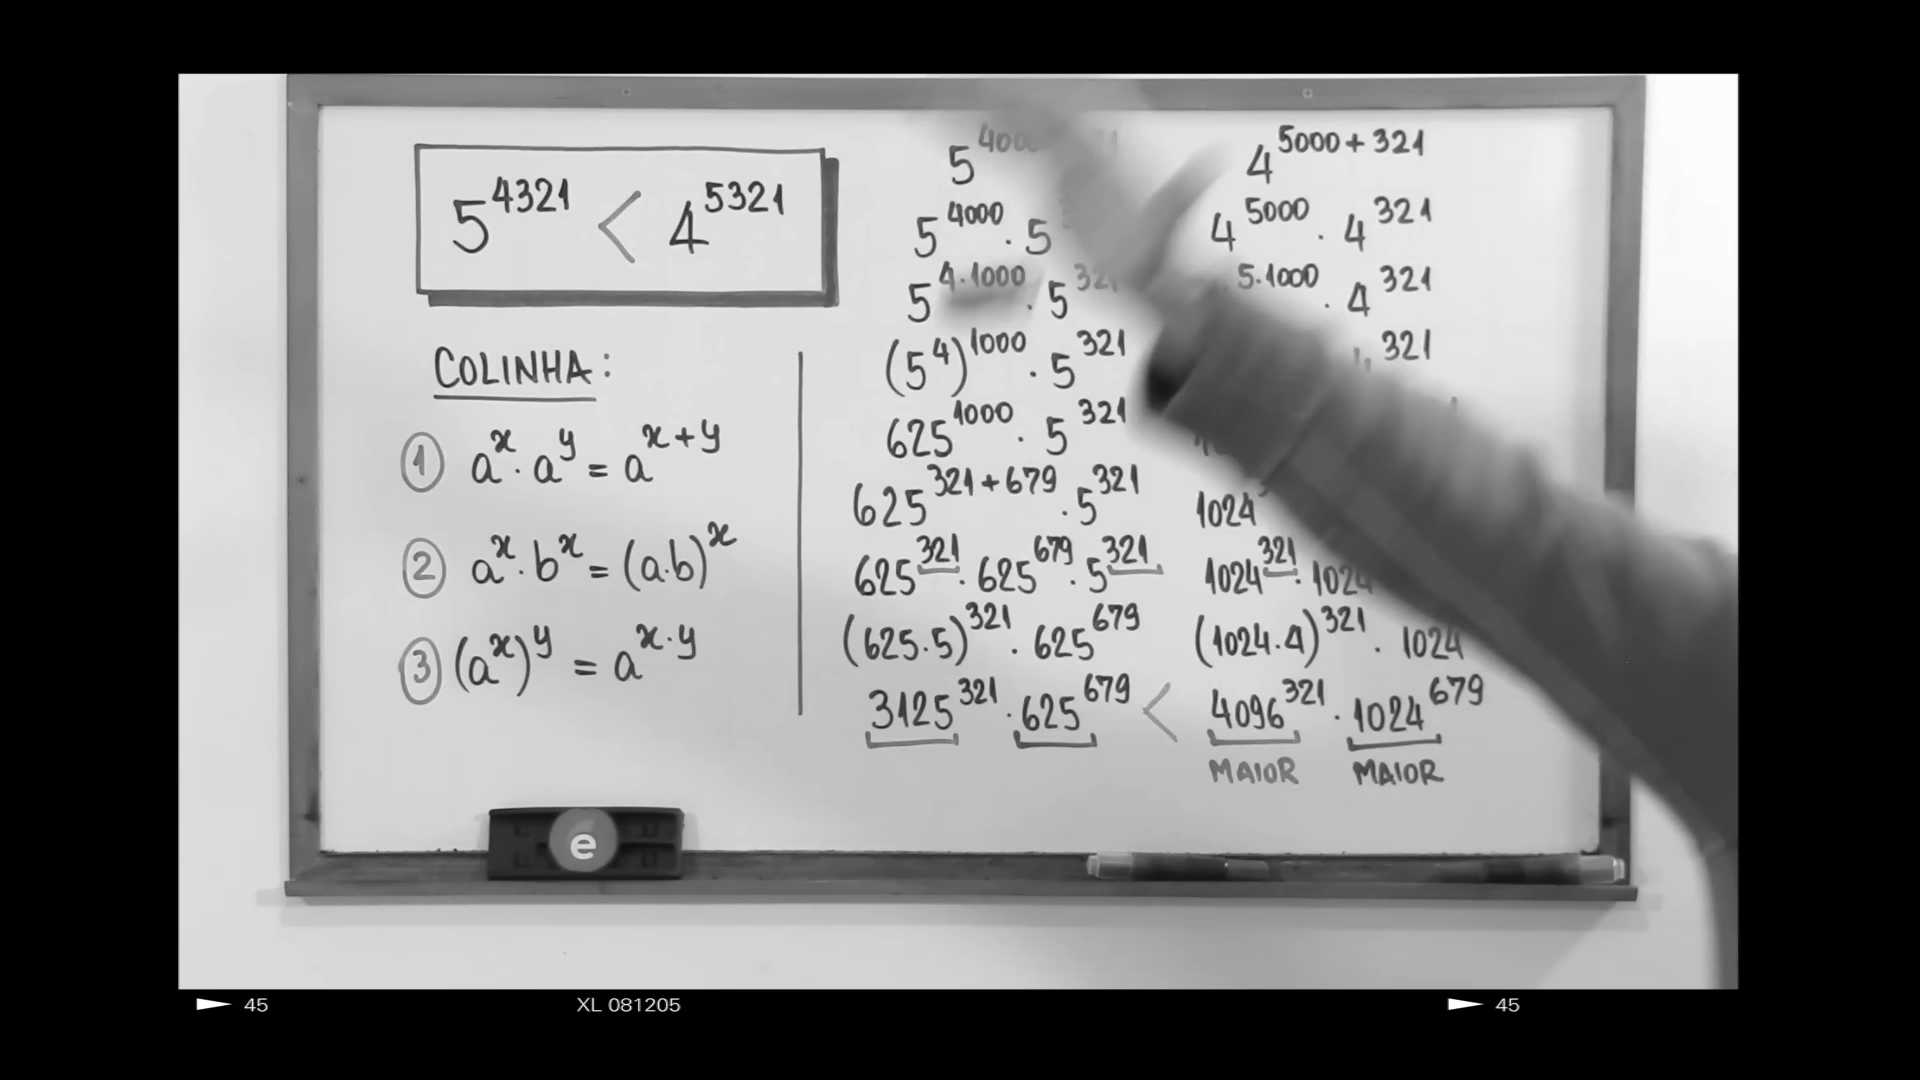 5^4321 < 4^5321
COLINHA:
① a^x · a^y = a^(x+y)
② a^x · b^x = (a·b)^x
③ (a^x)^y = a^(x·y)
5^4000
5^4000 · 5
5^(4·1000) · 5^321
(5^4)^1000 · 5^321
625^1000 · 5^321
625^(321+679) · 5^321
625^321 · 625^679 · 5^321
(625·5)^321 · 625^679
3125^321 · 625^679 <
4^(5000+321)
4^5000 · 4^321
5·1000 · 4^321
321
1024
1024^321 · 1024
(1024·4)^321 · 1024
4096^321 · 1024^679
MAIOR MAIOR
e
45 XL 081205 45